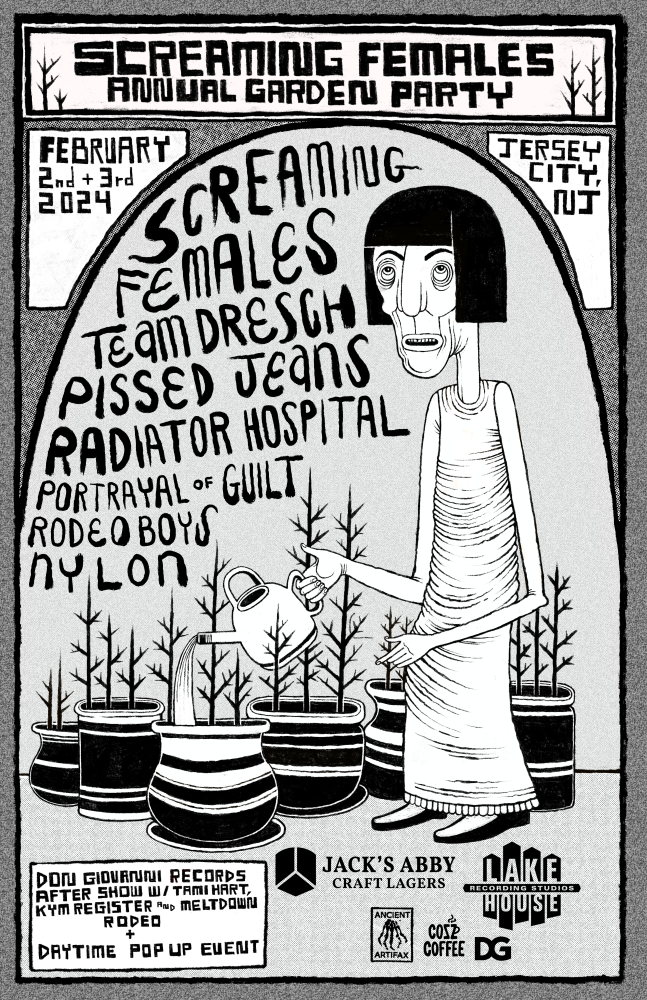 SCREAMING FEMALES
ANNUAL GARDEN PARTY
FEBRUARY
2nd + 3rd
2024
JERSEY
CITY,
NJ
SCREAMING
FEMALES
TEAM DRESCH
PISSED JEANS
RADIATOR HOSPITAL
PORTRAYAL OF GUILT
RODEO BOYS
NYLON
DON GIOVANNI RECORDS
AFTER SHOW W/ TAMI HART,
KYM REGISTER AND MELTDOWN
RODEO
+
DAYTIME POP UP EVENT
JACK'S ABBY
CRAFT LAGERS
LAKE
RECORDING STUDIOS
HOUSE
ANCIENT
ARTIFAX
COFFEE
DG